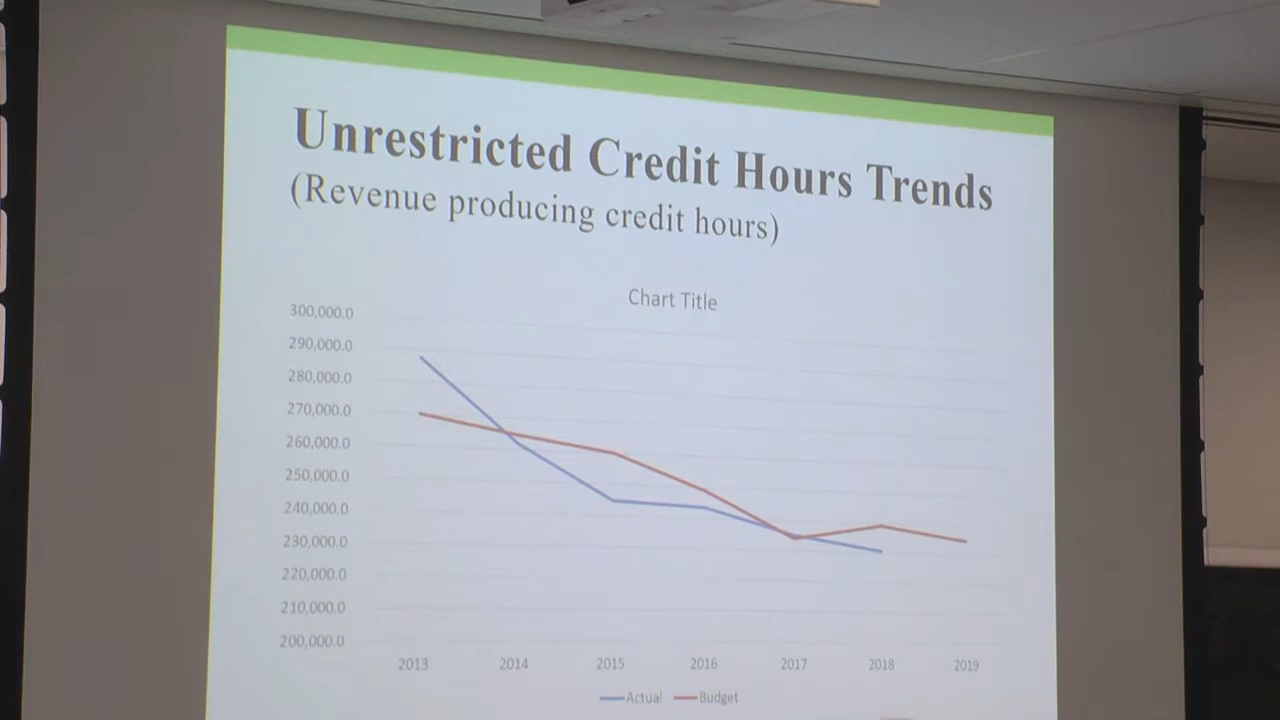 Unrestricted Credit Hours Trends
(Revenue producing credit hours)
Chart Title
300,000.0
290,000.0
280,000.0
270,000.0
260,000.0
250,000.0
240,000.0
230,000.0
220,000.0
210,000.0
200,000.0
2013 2014 2015 2016 2017 2018 2019
Actual Budget